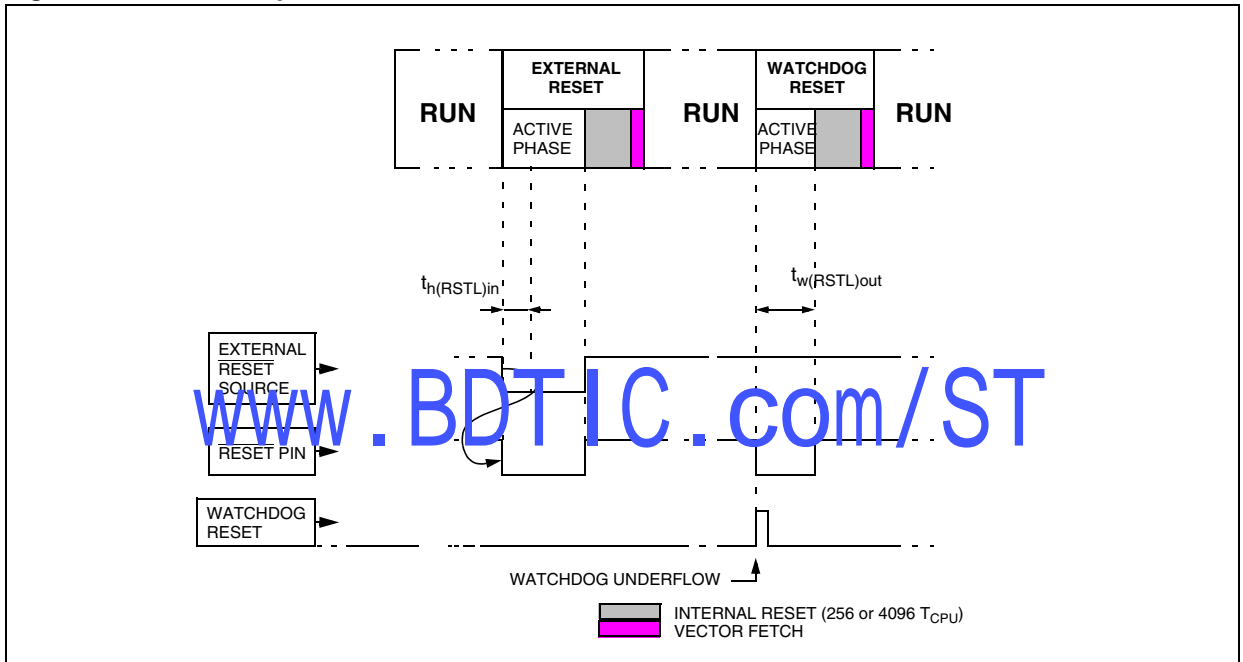 EXTERNAL
RESET
WATCHDOG
RESET
RUN
ACTIVE
PHASE
RUN
ACTIVE
PHASE
RUN
th(RSTL)in
tw(RSTL)out
EXTERNAL
RESET
SOURCE
www.BDTIC.com/ST
RESET PIN
WATCHDOG
RESET
WATCHDOG UNDERFLOW
INTERNAL RESET (256 or 4096 TCPU)
VECTOR FETCH